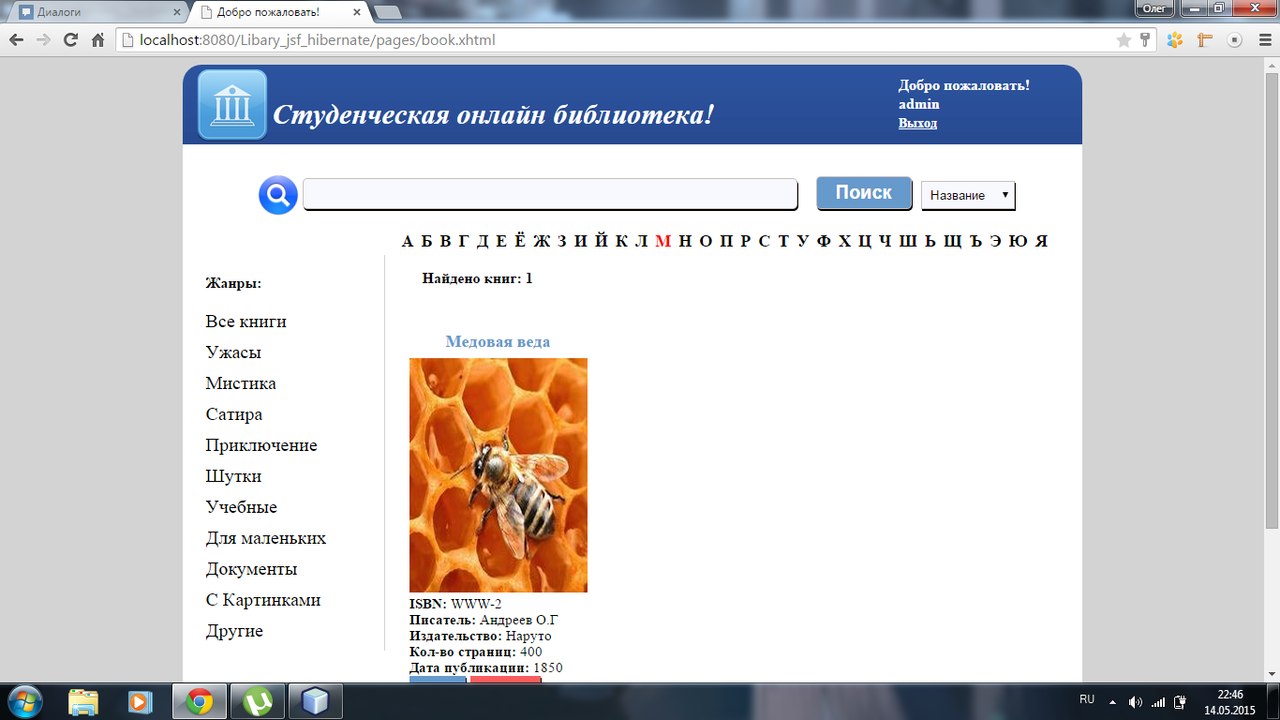 Диалоги
Добро пожаловать!
Олег
localhost:8080/Libary_jsf_hibernate/pages/book.xhtml
Студенческая онлайн библиотека!
Добро пожаловать!
admin
Выход
Поиск
Название
А Б В Г Д Е Ё Ж З И Й К Л М Н О П Р С Т У Ф Х Ц Ч Ш Ь Щ Ъ Э Ю Я
Жанры:
Все книги
Ужасы
Мистика
Сатира
Приключение
Шутки
Учебные
Для маленьких
Документы
С Картинками
Другие
Найдено книг: 1
Медовая веда
ISBN: WWW-2
Писатель: Андреев О.Г
Издательство: Наруто
Кол-во страниц: 400
Дата публикации: 1850
RU
22:46
14.05.2015